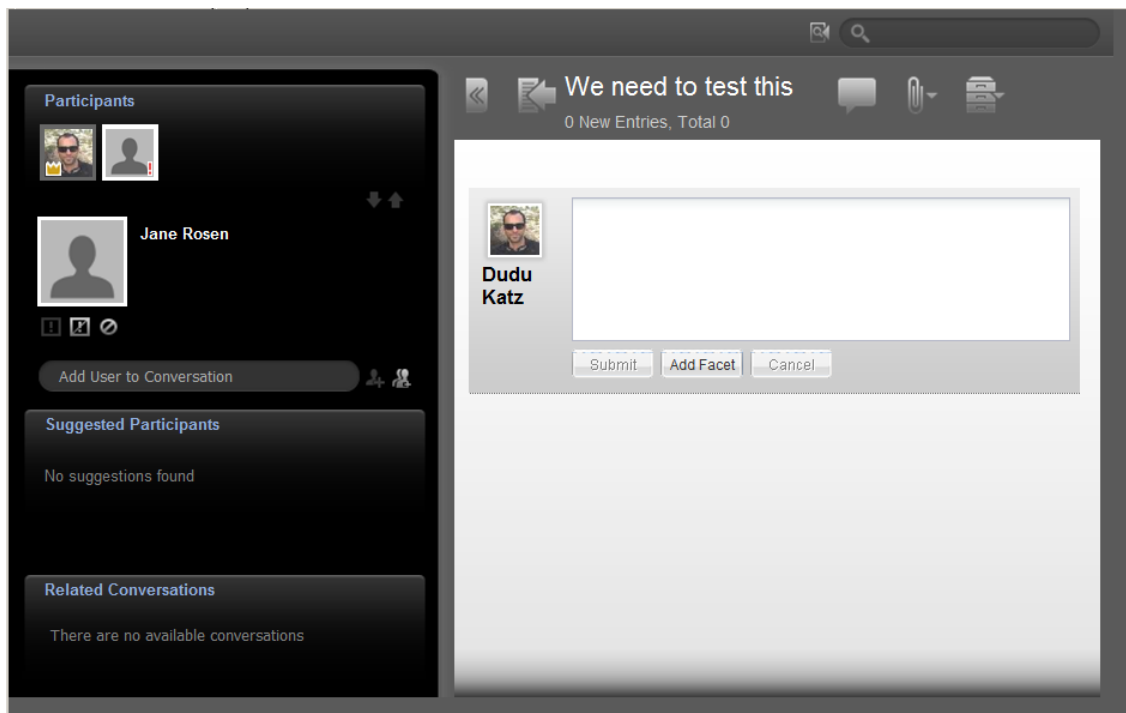 We need to test this
0 New Entries, Total 0
Participants
Jane Rosen
Add User to Conversation
Suggested Participants
No suggestions found
Related Conversations
There are no available conversations
Dudu
Katz
Submit
Add Facet
Cancel